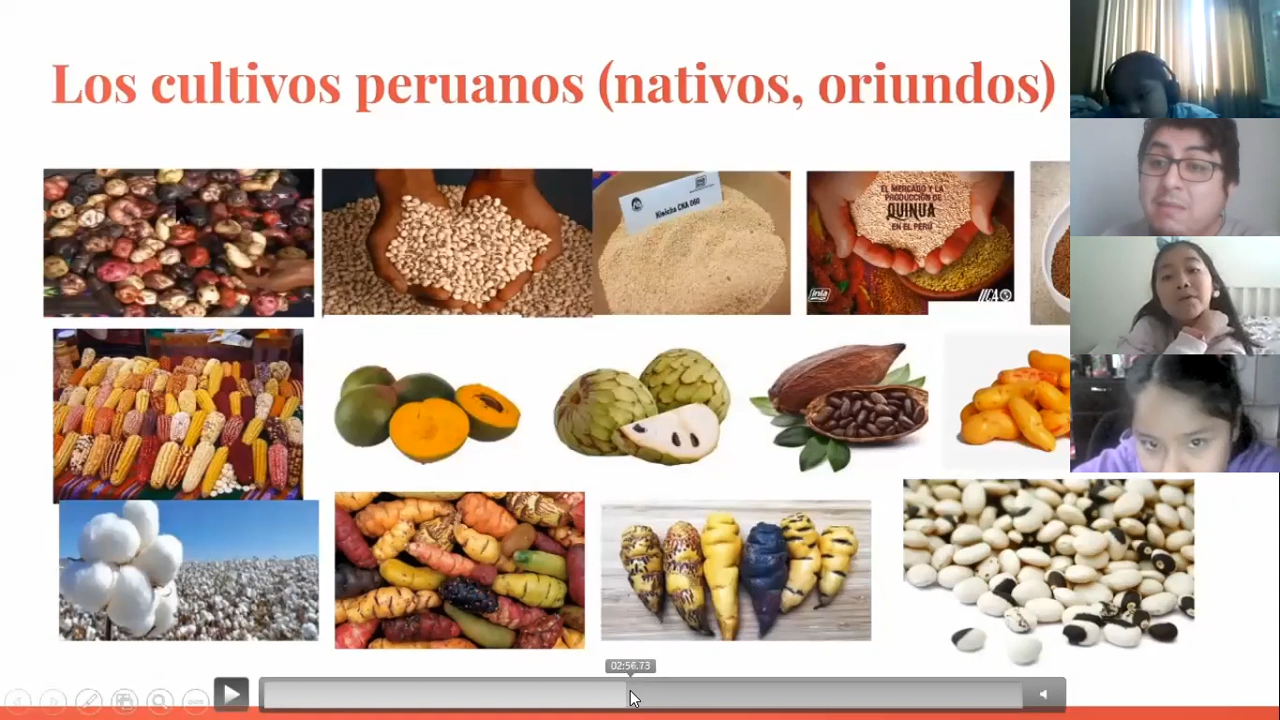 Los cultivos peruanos (nativos, oriundos)
Kiwicha CNA 060
EL MERCADO Y LA
PRODUCCIÓN DE
QUINUA
EN EL PERÚ
inia
IICA
02:56.73